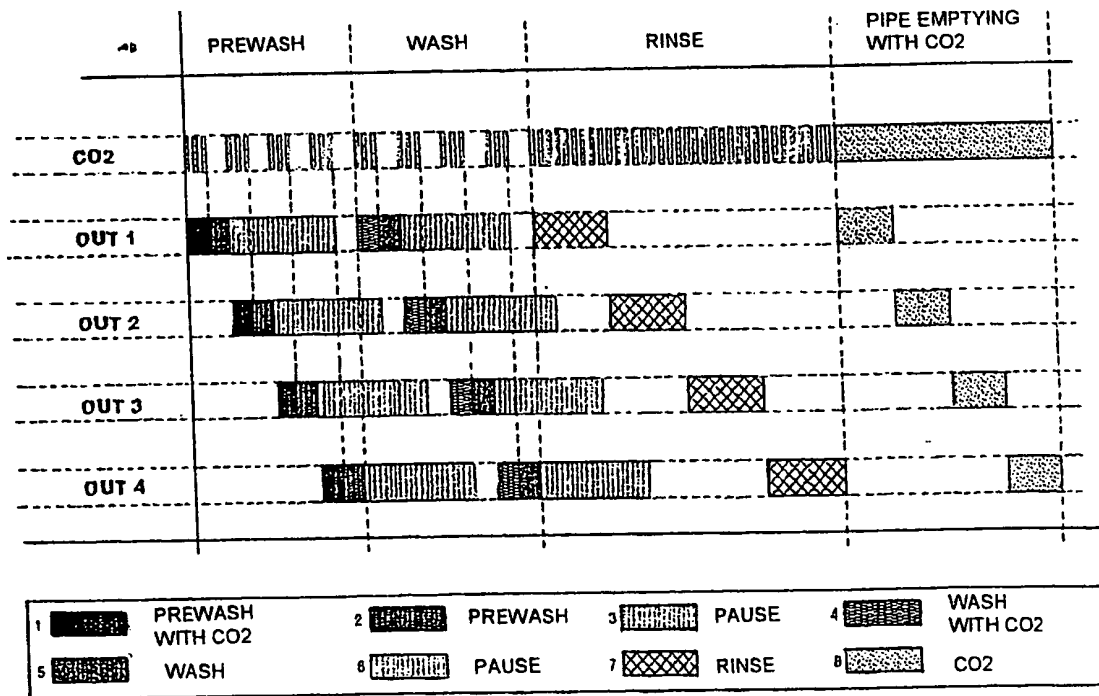 PREWASH WASH RINSE PIPE EMPTYING
WITH CO2
CO2
OUT 1
OUT 2
OUT 3
OUT 4
1 PREWASH
WITH CO2
2 PREWASH
3 PAUSE
4 WASH
WITH CO2
5 WASH
6 PAUSE
7 RINSE
8 CO2